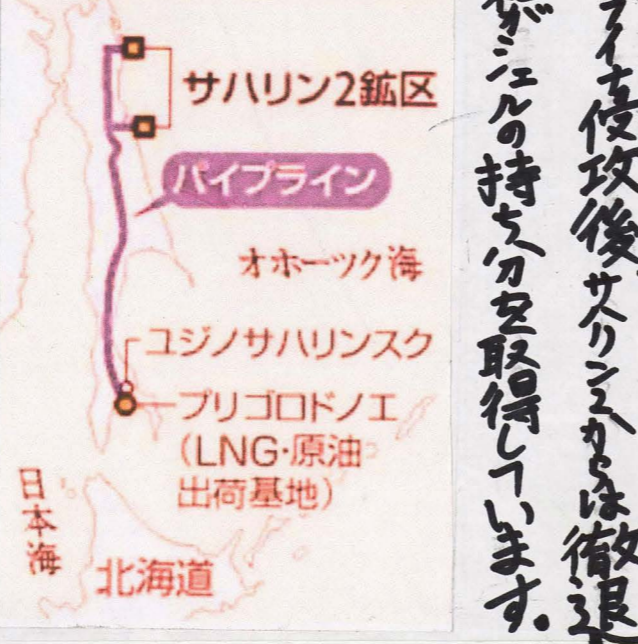 サハリン2鉱区
パイプライン
オホーツク海
ユジノサハリンスク
プリゴロドノエ
(LNG・原油
出荷基地)
日本海
北海道
侵攻後、サハリン2からは撤退
がシェルの持ち分を取得しています。